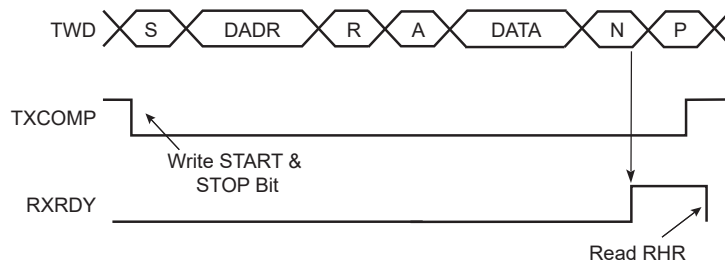 TWD S DADR R A DATA N P
TXCOMP
Write START &
STOP Bit
RXRDY
Read RHR